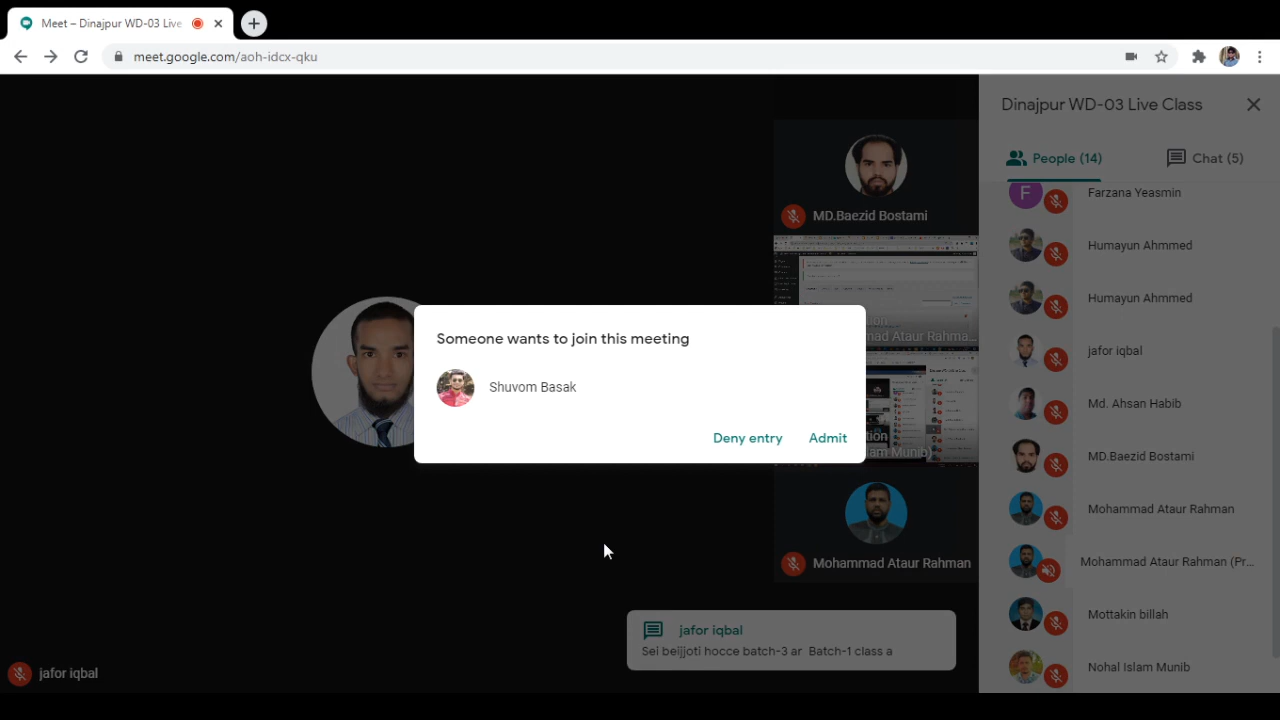 Meet – Dinajpur WD-03 Live
meet.google.com/aoh-idcx-qku
Dinajpur WD-03 Live Class
People (14)
Chat (5)
MD.Baezid Bostami
mad Ataur Rahma...
Mohammad Ataur Rahman
Someone wants to join this meeting
Shuvom Basak
Deny entry
Admit
F
Farzana Yeasmin
Humayun Ahmmed
Humayun Ahmmed
jafor iqbal
Md. Ahsan Habib
MD.Baezid Bostami
Mohammad Ataur Rahman
Mohammad Ataur Rahman (Pr...
Mottakin billah
Nohal Islam Munib
jafor iqbal
Sei beijjoti hocce batch-3 ar Batch-1 class a
jafor iqbal